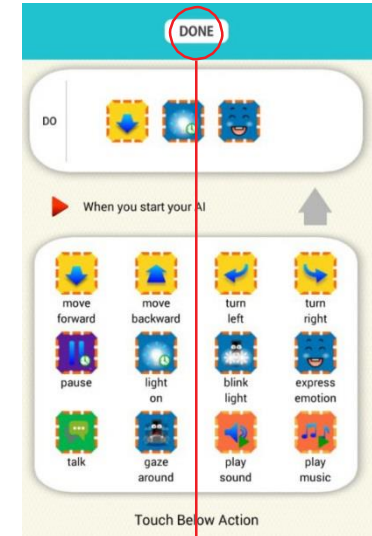 DONE
DO
When you start your AI
move forward
move backward
turn left
turn right
pause
light on
blink light
express emotion
talk
gaze around
play sound
play music
Touch Below Action